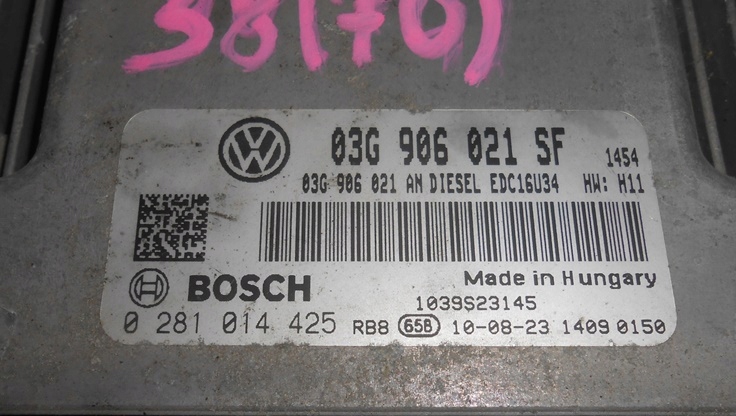 38(70)
03G 906 021 SF 1454
03G 906 021 AN DIESEL EDC16U34 HW: H11
BOSCH Made in Hungary
1039S23145
0 281 014 425 RB8 658 10-08-23 1409 0150